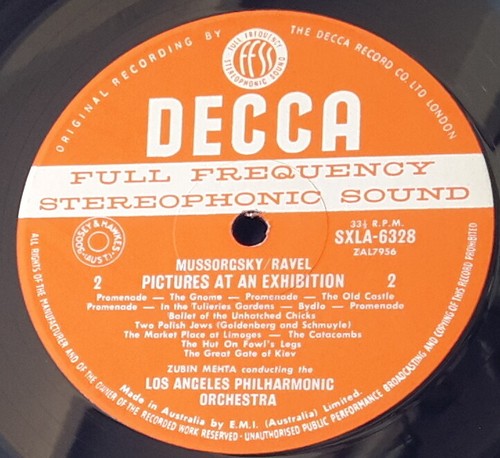 ORIGINAL RECORDING BY
THE DECCA RECORD CO. LTD LONDON
FULL FREQUENCY
FFSS
STEREOPHONIC SOUND
DECCA
FULL FREQUENCY
STEREOPHONIC SOUND
BOOSEY & HAWKES
(AUST)
33⅓ R.P.M.
SXLA-6328
ZAL7956
MUSSORGSKY/RAVEL
2 PICTURES AT AN EXHIBITION 2
Promenade — The Gnome — Promenade — The Old Castle
Promenade — In the Tuileries Gardens — Bydlo — Promenade
Ballet of the Unhatched Chicks
Two Polish Jews (Goldenberg and Schmuyle)
The Market Place at Limoges — The Catacombs
The Hut On Fowl's Legs
The Great Gate of Kiev
ZUBIN MEHTA conducting the
LOS ANGELES PHILHARMONIC
ORCHESTRA
Made in Australia by E.M.I. (Australia) Limited.
ALL RIGHTS OF THE MANUFACTURER AND OF THE OWNER OF THE RECORDED WORK RESERVED - UNAUTHORISED PUBLIC PERFORMANCE BROADCASTING AND COPYING OF THIS RECORD PROHIBITED